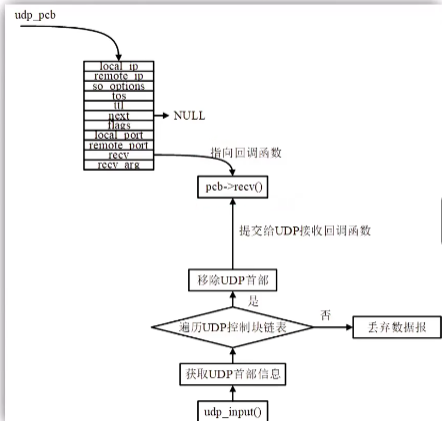 udp_pcb
local_ip
remote_ip
so_options
tos
ttl
next
NULL
flags
local_port
remote_port
recv
recv_arg
指向回调函数
pcb->recv()
提交给UDP接收回调函数
移除UDP首部
是
否
遍历UDP控制块链表
丢弃数据报
获取UDP首部信息
udp_input()